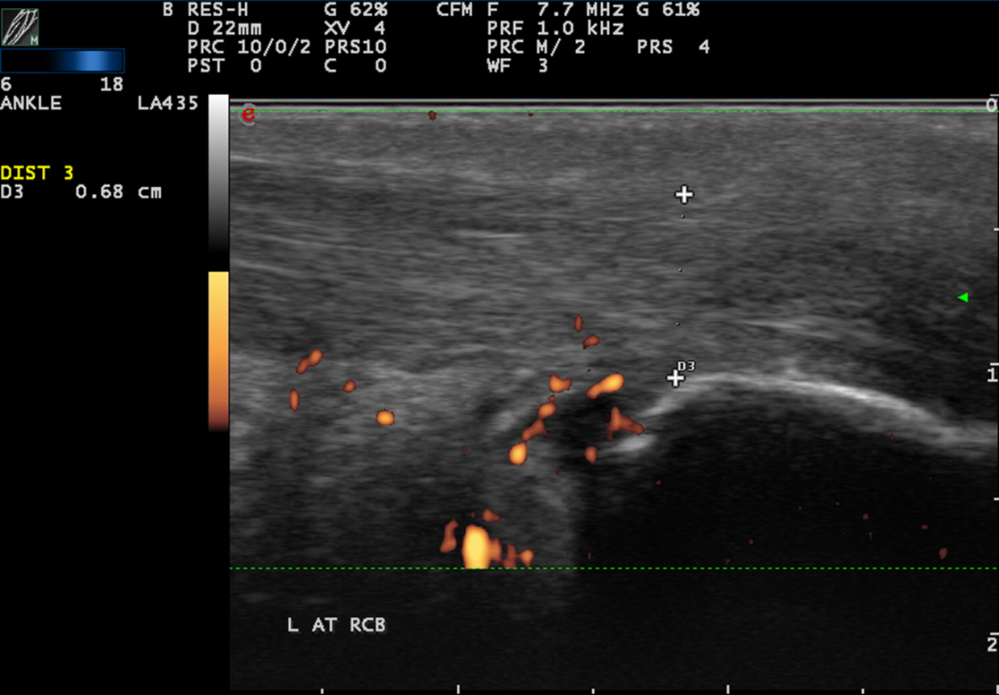 B RES-H G 62% CFM F 7.7 MHz G 61%
D 22mm XV 4 PRF 1.0 kHz
PRC 10/0/2 PRS10 PRC M/ 2 PRS 4
PST 0 C 0 WF 3
M
6 18
ANKLE LA435
e
0
DIST 3
D3 0.68 cm
D3
1
L AT RCB
2